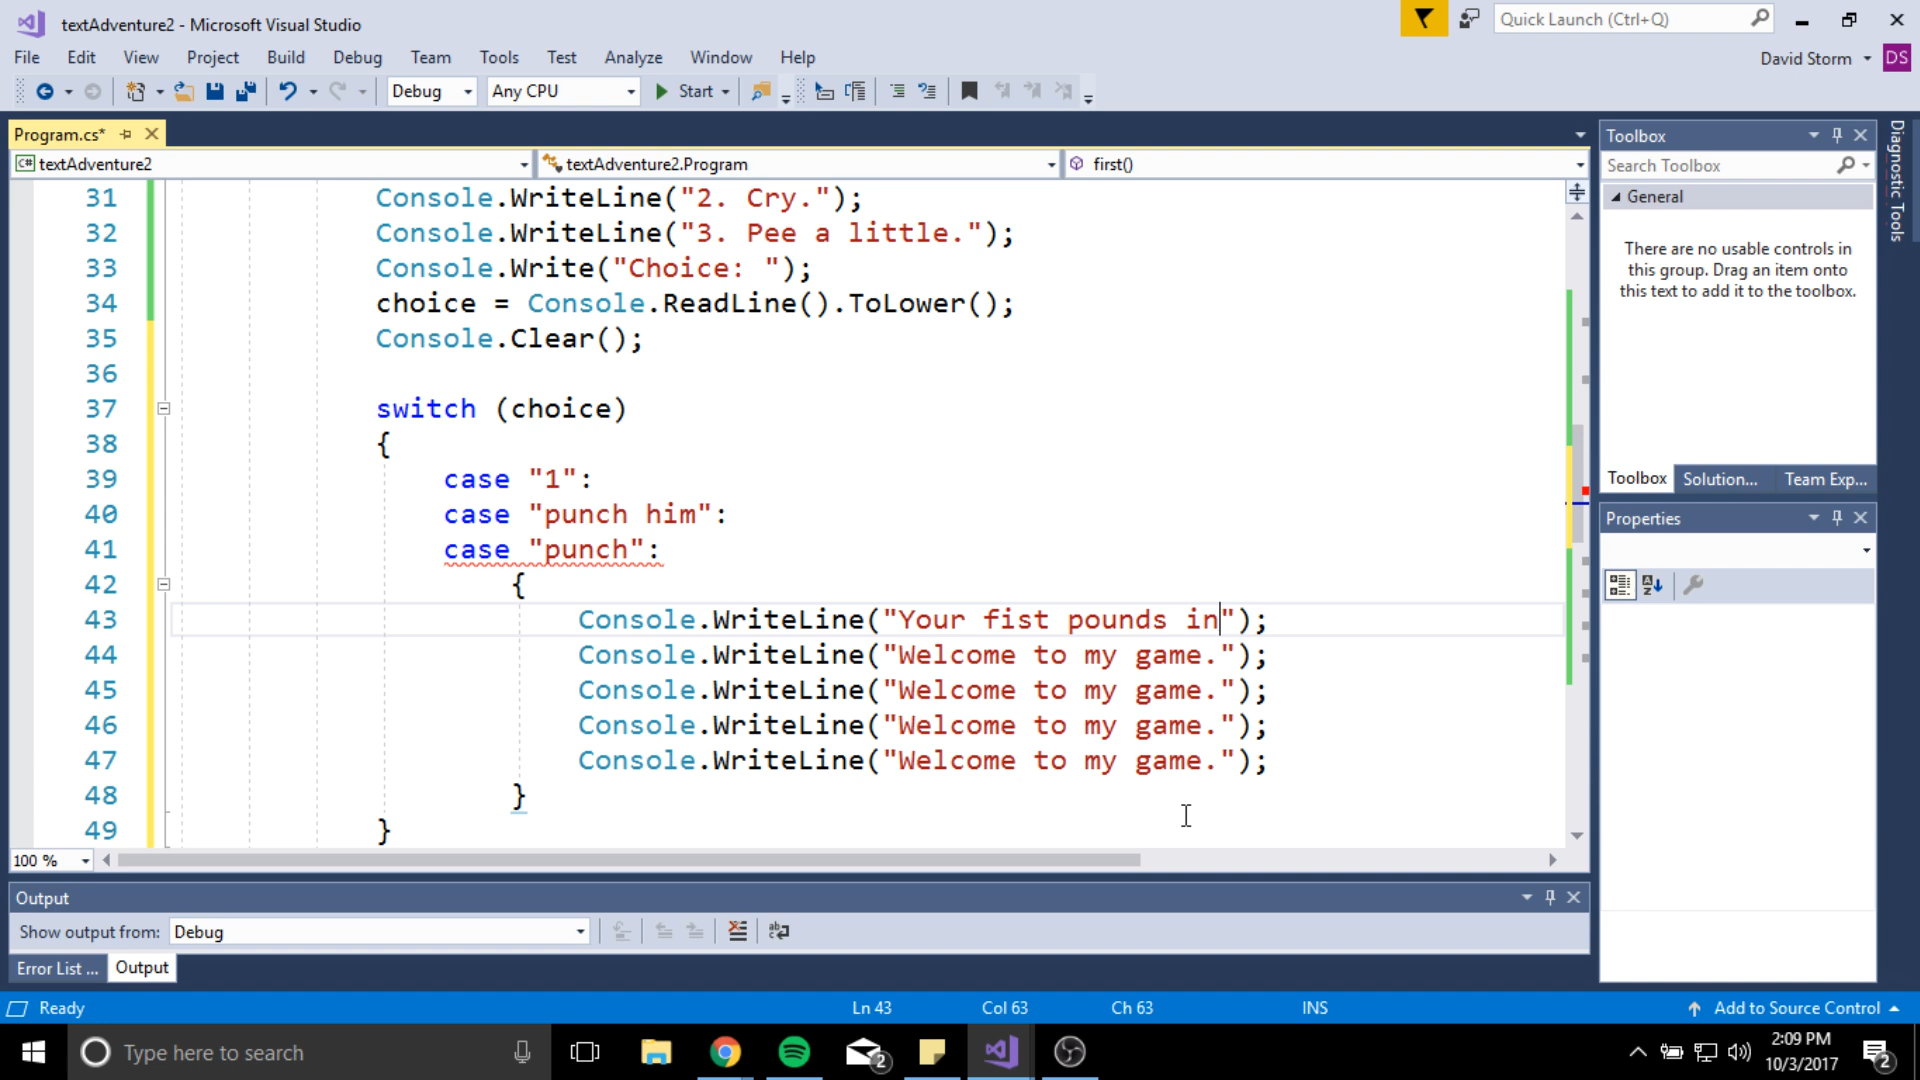 textAdventure2 - Microsoft Visual Studio
Quick Launch (Ctrl+Q)
File Edit View Project Build Debug Team Tools Test Analyze Window Help
David Storm DS
Debug Any CPU Start
Program.cs*
textAdventure2 textAdventure2.Program first()
31 Console.WriteLine("2. Cry.");
32 Console.WriteLine("3. Pee a little.");
33 Console.Write("Choice: ");
34 choice = Console.ReadLine().ToLower();
35 Console.Clear();
36
37 switch (choice)
38 {
39 case "1":
40 case "punch him":
41 case "punch":
42 {
43 Console.WriteLine("Your fist pounds in");
44 Console.WriteLine("Welcome to my game.");
45 Console.WriteLine("Welcome to my game.");
46 Console.WriteLine("Welcome to my game.");
47 Console.WriteLine("Welcome to my game.");
48 }
49 }
100 %
Toolbox
Search Toolbox
General
There are no usable controls in
this group. Drag an item onto
this text to add it to the toolbox.
Toolbox Solution... Team Exp...
Properties
Diagnostic Tools
Output
Show output from: Debug
Error List ... Output
Ready Ln 43 Col 63 Ch 63 INS Add to Source Control
Type here to search
2
2:09 PM
10/3/2017
2